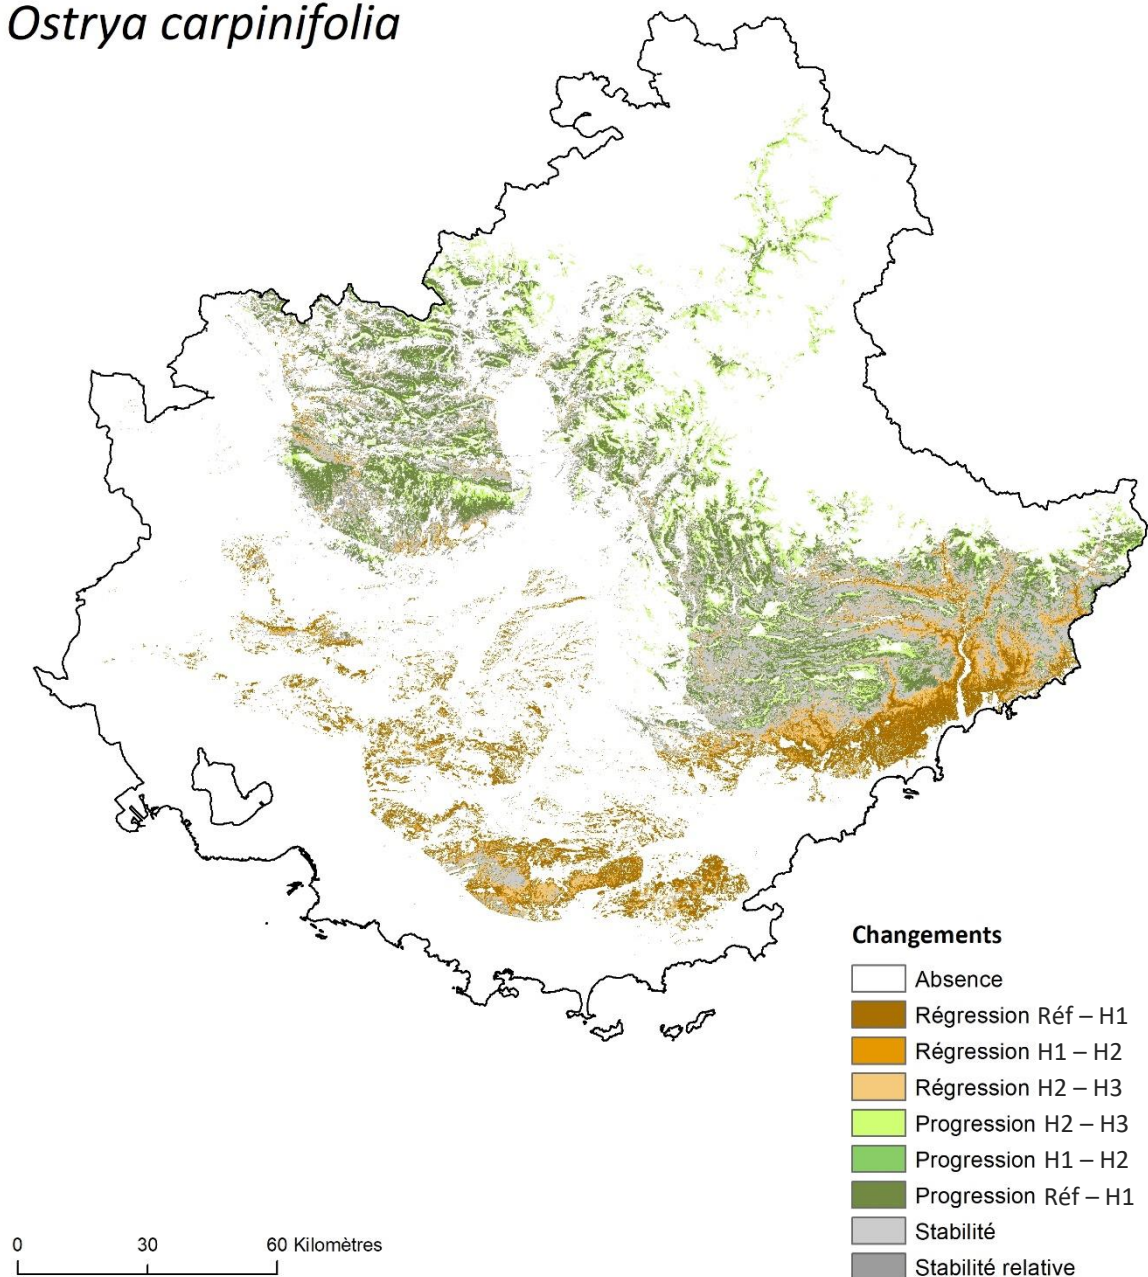 Ostrya carpinifolia
Changements
Absence
Régression Réf – H1
Régression H1 – H2
Régression H2 – H3
Progression H2 – H3
Progression H1 – H2
Progression Réf – H1
Stabilité
Stabilité relative
0 30 60 Kilomètres